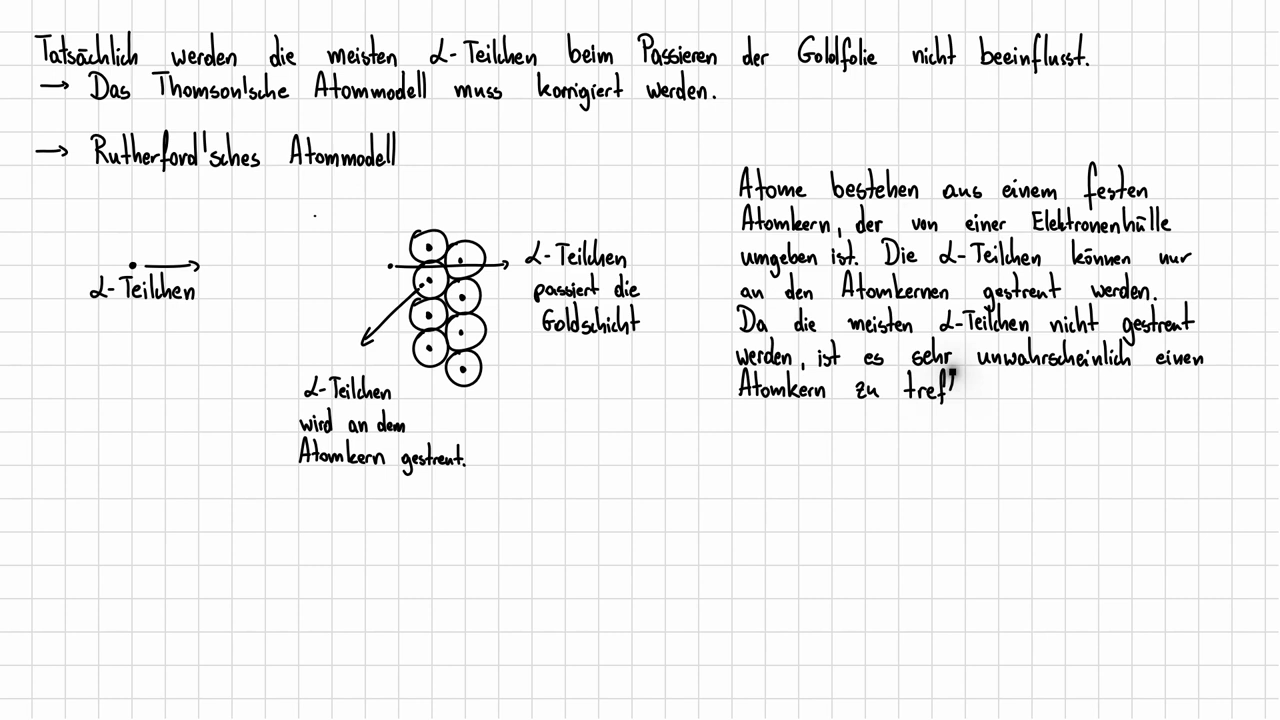 Tatsächlich werden die meisten α-Teilchen beim Passieren der Goldfolie nicht beeinflusst.
→ Das Thomson'sche Atommodell muss korrigiert werden.
→ Rutherford'sches Atommodell
α-Teilchen
α-Teilchen
passiert die
Goldschicht
α-Teilchen
wird an dem
Atomkern gestreut.
Atome bestehen aus einem festen
Atomkern, der von einer Elektronenhülle
umgeben ist. Die α-Teilchen können nur
an den Atomkernen gestreut werden.
Da die meisten α-Teilchen nicht gestreut
werden, ist es sehr unwahrscheinlich einen
Atomkern zu tref